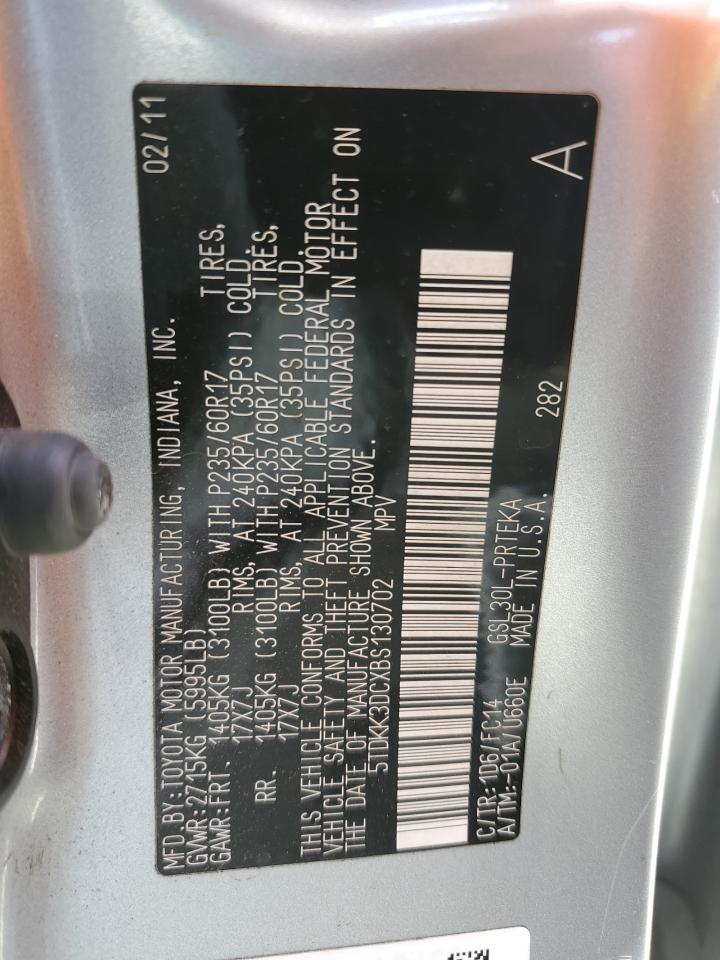 MFD.BY:TOYOTA MOTOR MANUFACTURING, INDIANA, INC. 02/11
GVWR:2715KG (5995LB)
GAWR:FRT. 1405KG (3100LB) WITH P235/60R17 TIRES,
17X7J RIMS, AT 240KPA (35PSI) COLD.
RR. 1405KG (3100LB) WITH P235/60R17 TIRES,
17X7J RIMS, AT 240KPA (35PSI) COLD.
THIS VEHICLE CONFORMS TO ALL APPLICABLE FEDERAL MOTOR
VEHICLE SAFETY AND THEFT PREVENTION STANDARDS IN EFFECT ON
THE DATE OF MANUFACTURE SHOWN ABOVE.
5TDKK3DCXBS130702 MPV
C/TR:1D6/FC14 GSL30L-PRTEKA 282 A
A/TM:-01A/U660E MADE IN U.S.A.